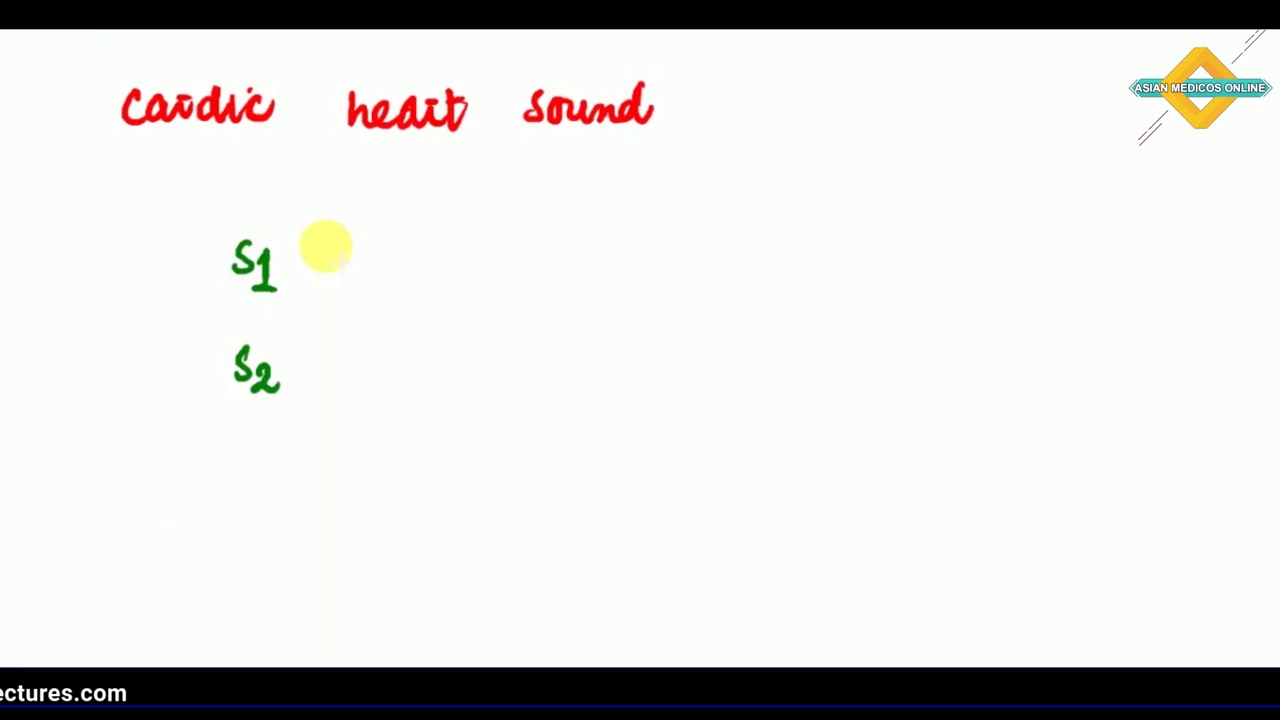 cardic heart sound
ASIAN MEDICOS ONLINE
S1
S2
ectures.com